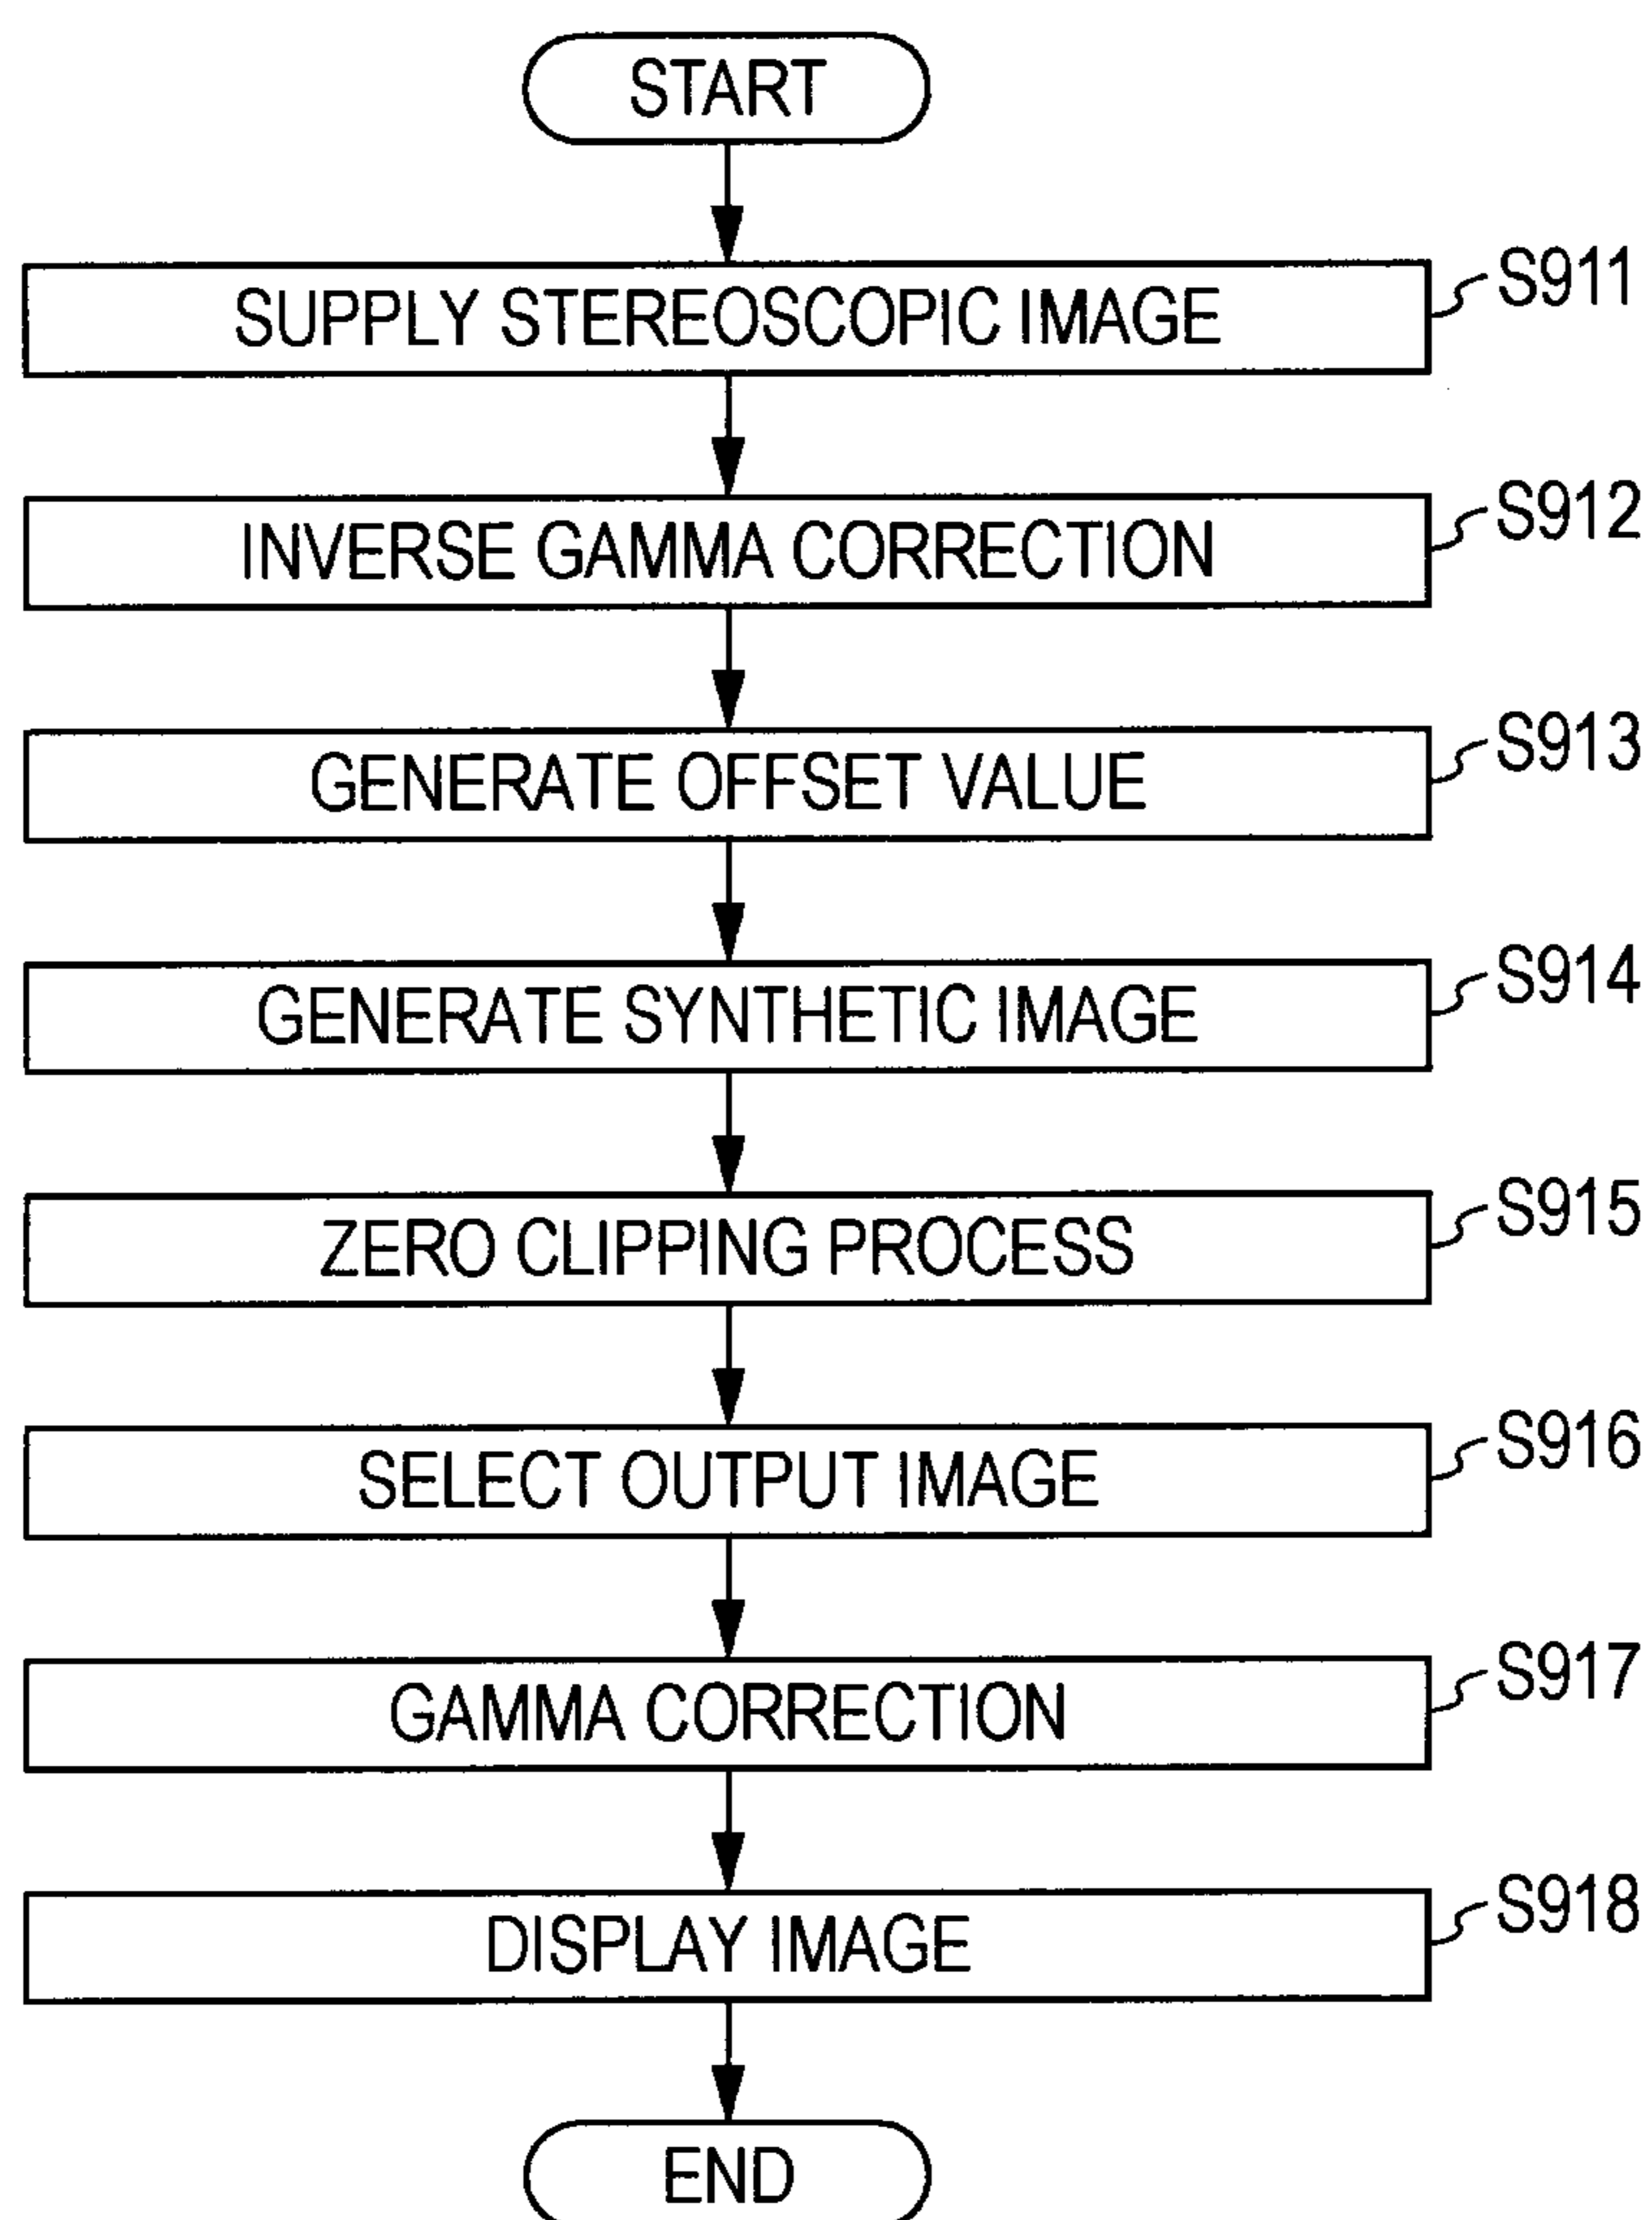 START
SUPPLY STEREOSCOPIC IMAGE
S911
INVERSE GAMMA CORRECTION
S912
GENERATE OFFSET VALUE
S913
GENERATE SYNTHETIC IMAGE
S914
ZERO CLIPPING PROCESS
S915
SELECT OUTPUT IMAGE
S916
GAMMA CORRECTION
S917
DISPLAY IMAGE
S918
END